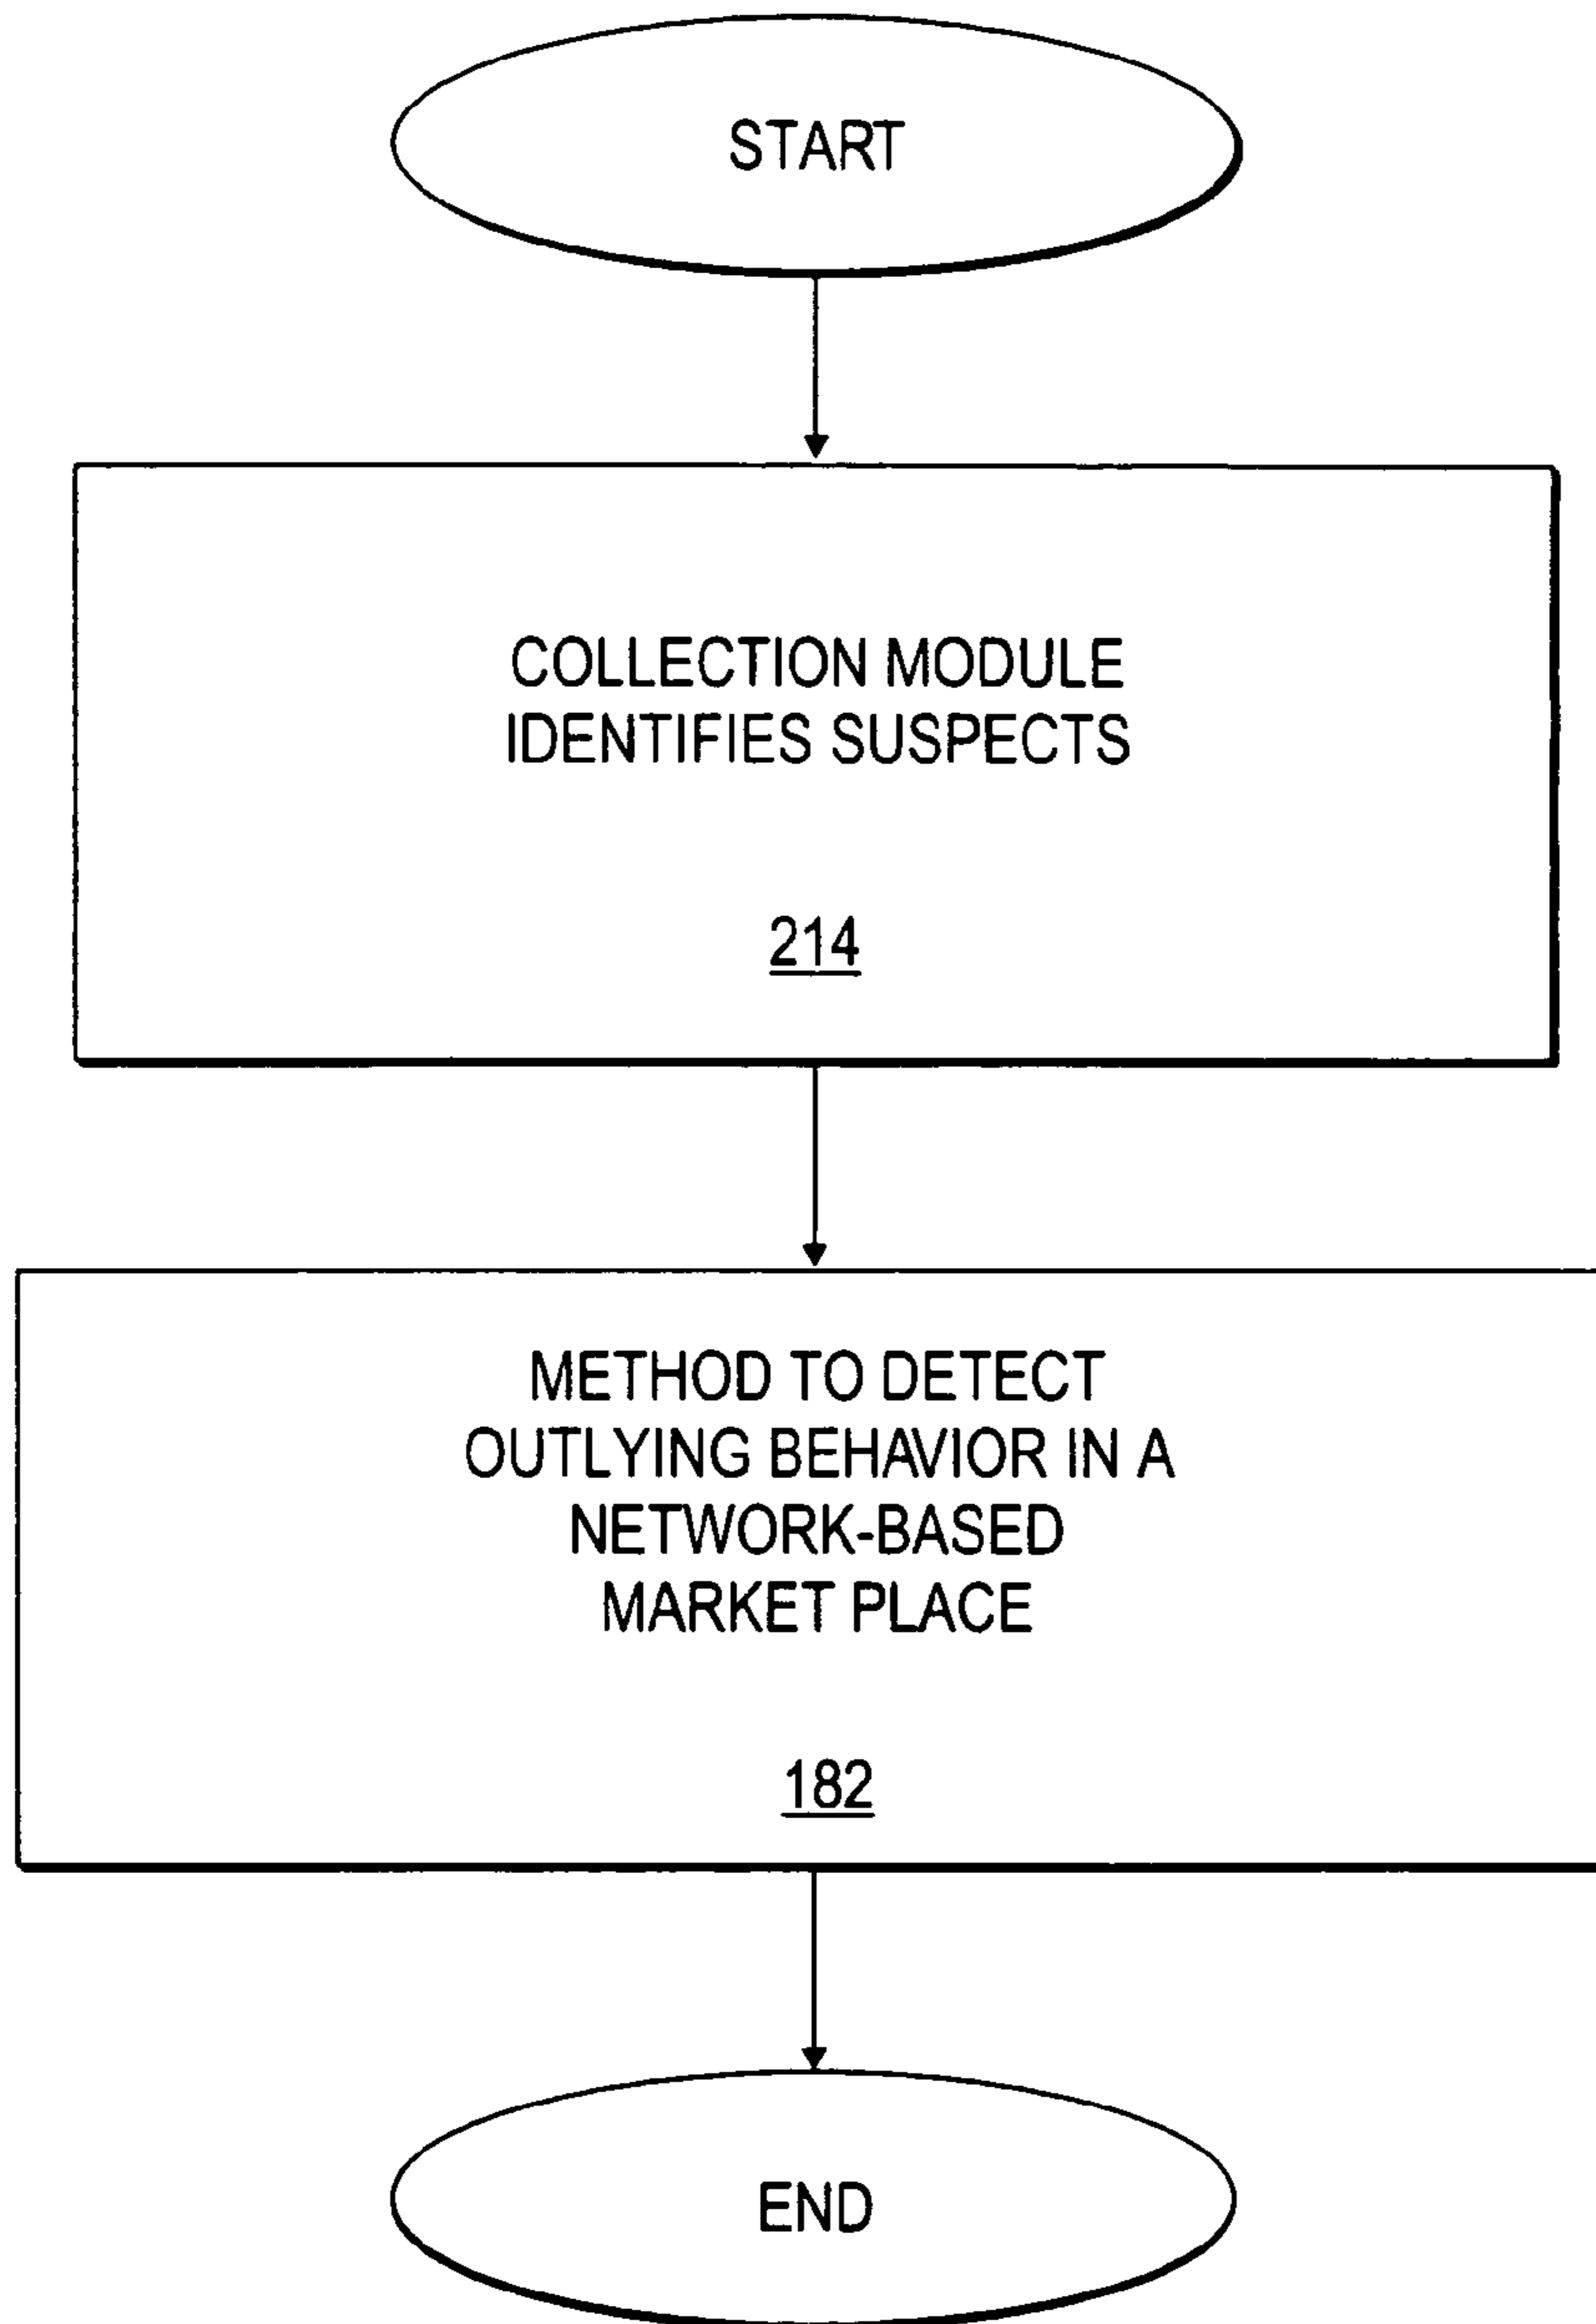 START
COLLECTION MODULE
IDENTIFIES SUSPECTS
214
METHOD TO DETECT
OUTLYING BEHAVIOR IN A
NETWORK-BASED
MARKET PLACE
182
END